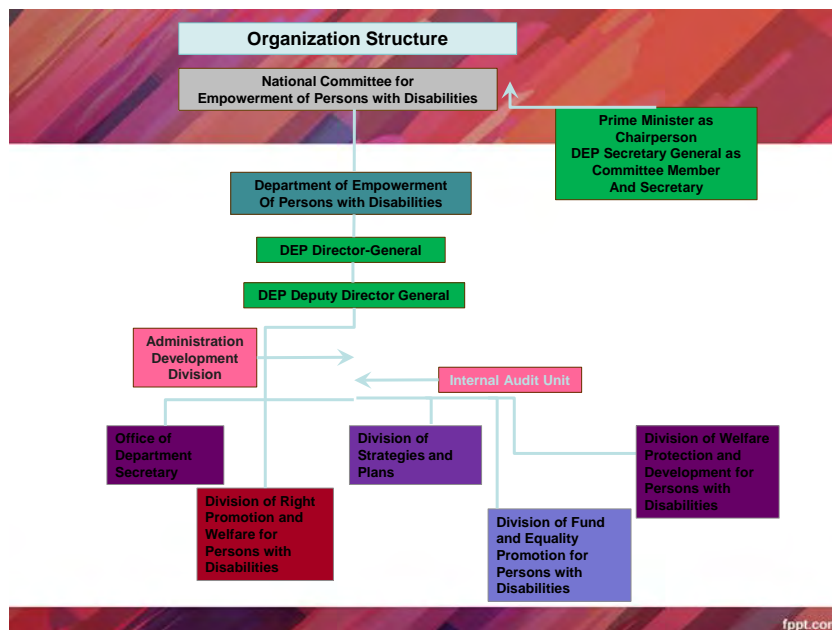 Organization Structure
National Committee for
Empowerment of Persons with Disabilities
Prime Minister as
Chairperson
DEP Secretary General as
Committee Member
And Secretary
Department of Empowerment
Of Persons with Disabilities
DEP Director-General
DEP Deputy Director General
Administration
Development
Division
Internal Audit Unit
Office of
Department
Secretary
Division of
Strategies and
Plans
Division of Welfare
Protection and
Development for
Persons with
Disabilities
Division of Right
Promotion and
Welfare for
Persons with
Disabilities
Division of Fund
and Equality
Promotion for
Persons with
Disabilities
fppt.com